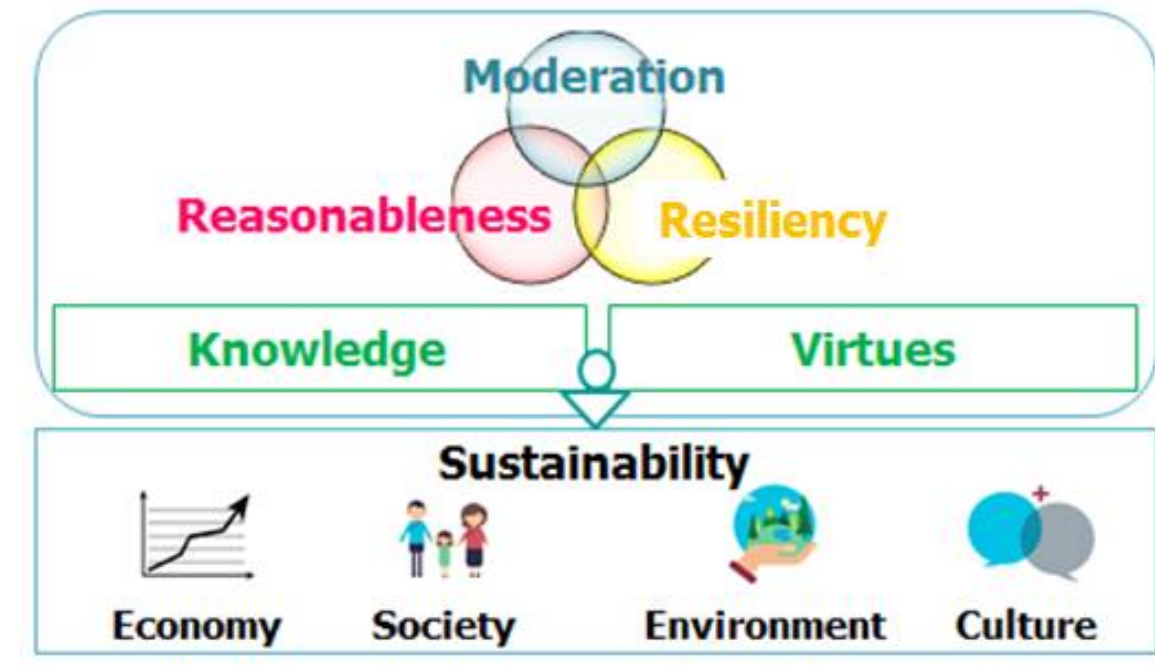 Moderation
Reasonableness Resiliency
Knowledge Virtues
Sustainability
Economy Society Environment Culture